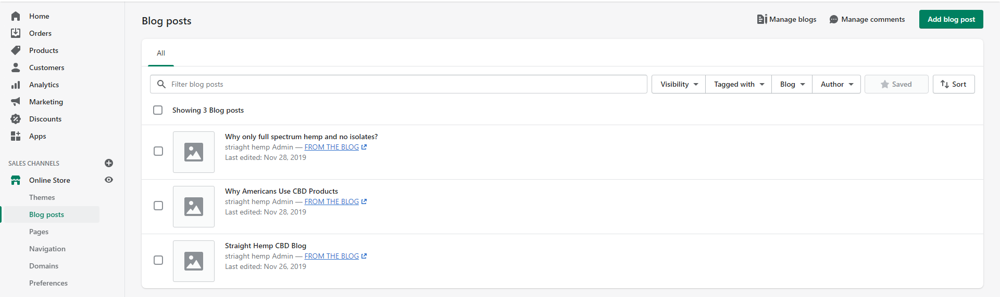 Home
Orders
Products
Customers
Analytics
Marketing
Discounts
Apps
SALES CHANNELS
Online Store
Themes
Blog posts
Pages
Navigation
Domains
Preferences
Blog posts
Manage blogs
Manage comments
Add blog post
All
Filter blog posts
Visibility
Tagged with
Blog
Author
Saved
Sort
Showing 3 Blog posts
Why only full spectrum hemp and no isolates?
striaght hemp Admin — FROM THE BLOG
Last edited: Nov 28, 2019
Why Americans Use CBD Products
striaght hemp Admin — FROM THE BLOG
Last edited: Nov 28, 2019
Straight Hemp CBD Blog
striaght hemp Admin — FROM THE BLOG
Last edited: Nov 26, 2019